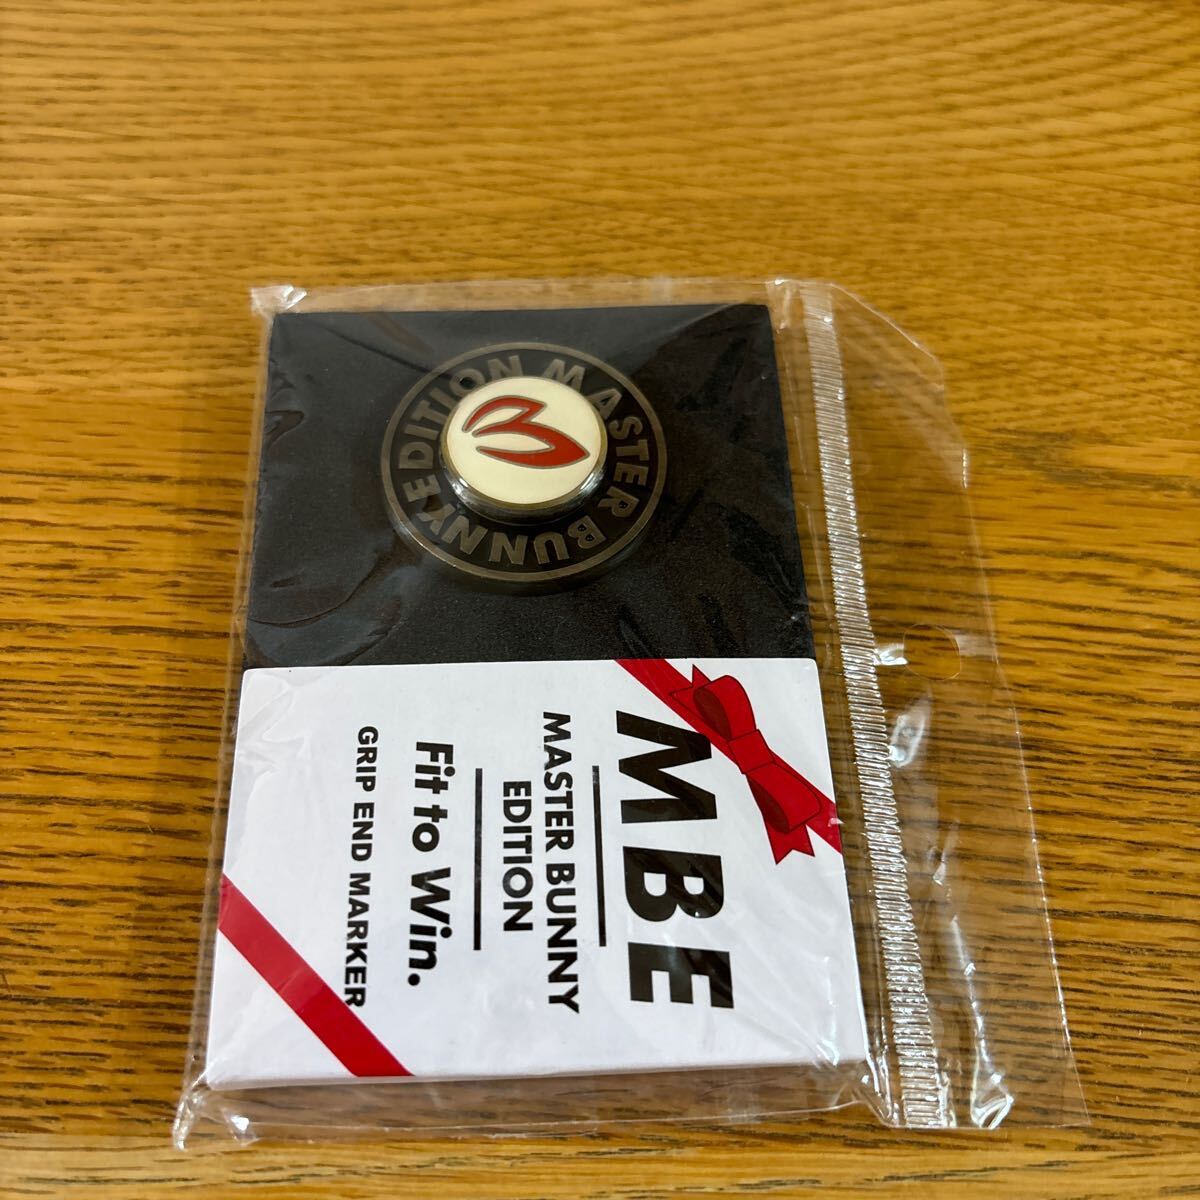 MASTER BUNNY EDITION
MBE
MASTER BUNNY
EDITION
Fit to Win.
GRIP END MARKER